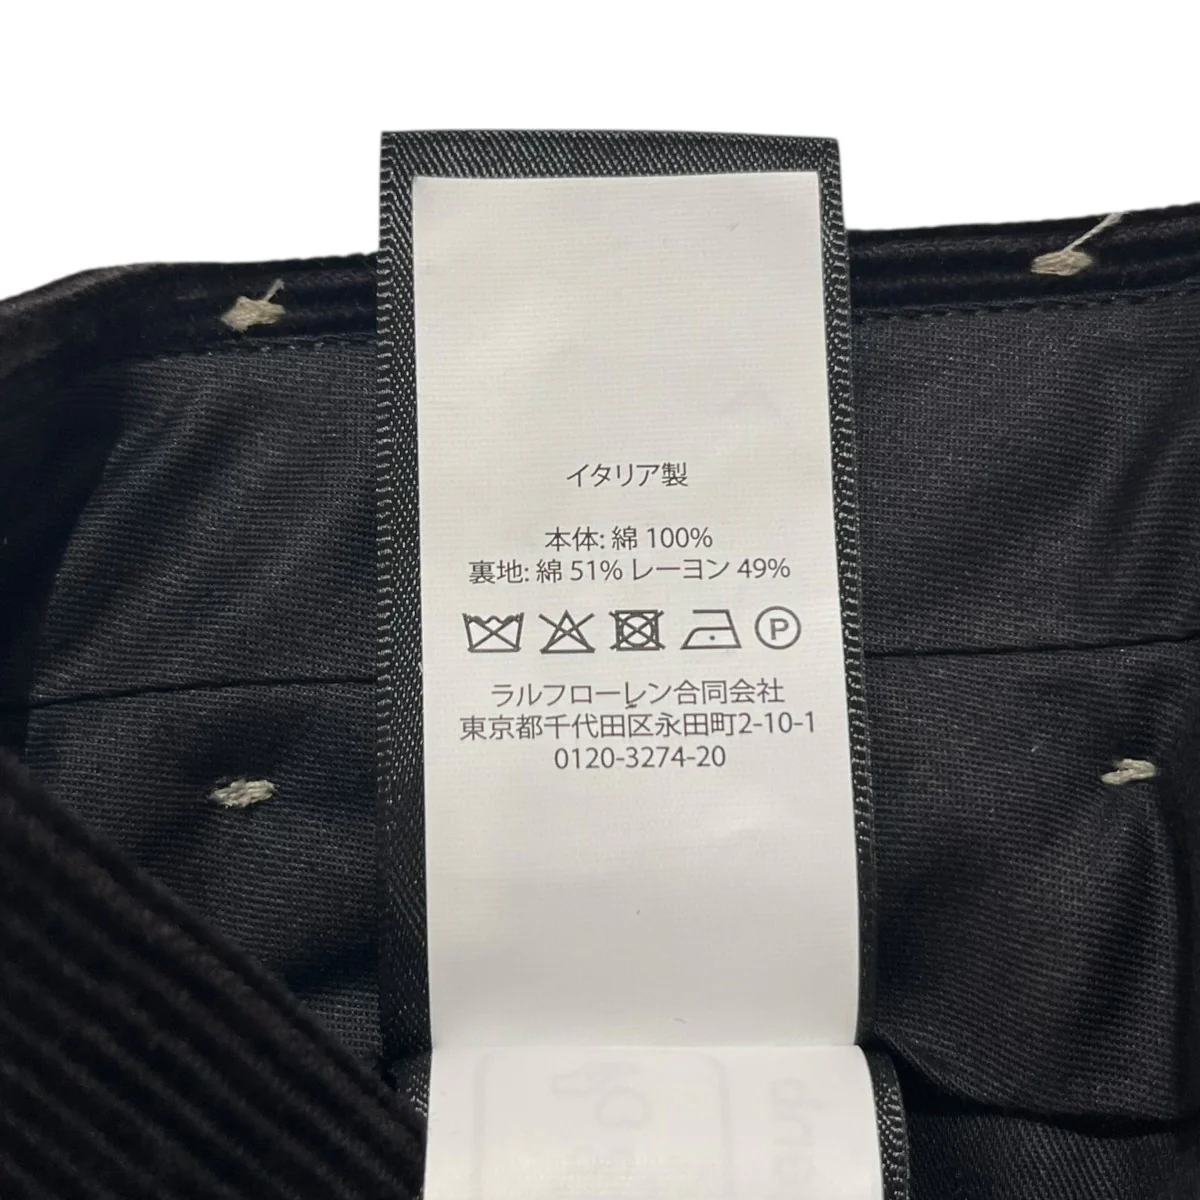 イタリア製
本体: 綿 100%
裏地: 綿 51% レーヨン 49%
P
ラルフローレン合同会社
東京都千代田区永田町2-10-1
0120-3274-20